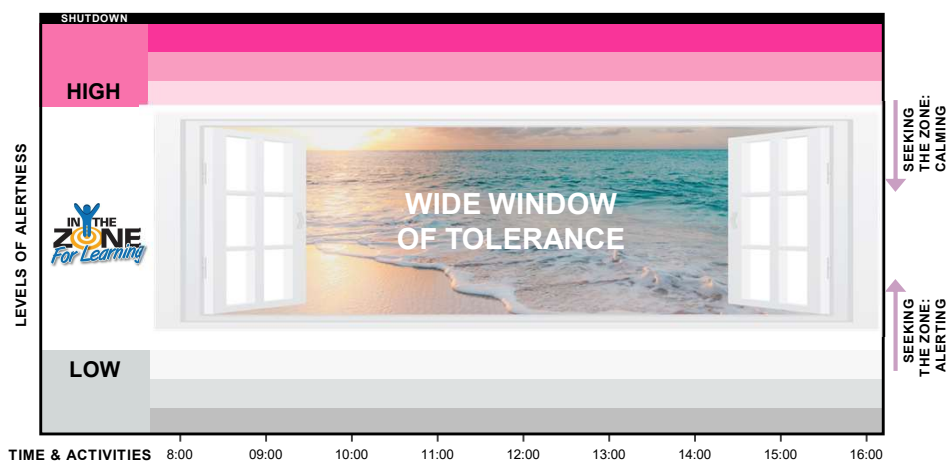 SHUTDOWN
HIGH
LEVELS OF ALERTNESS
IN THE
ZONE
For Learning
WIDE WINDOW
OF TOLERANCE
SEEKING
THE ZONE:
CALMING
SEEKING
THE ZONE:
ALERTING
LOW
TIME & ACTIVITIES 8:00 09:00 10:00 11:00 12:00 13:00 14:00 15:00 16:00